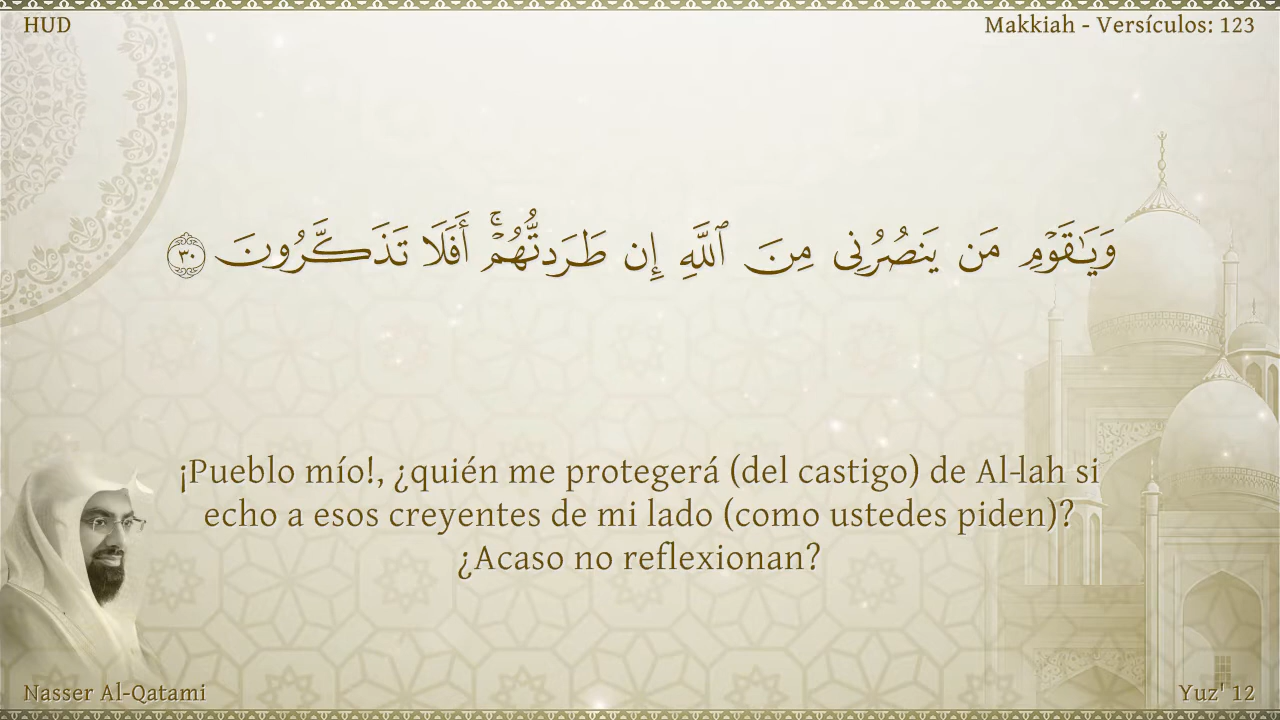 HUD
Makkiah - Versículos: 123
وَيَـٰقَوْمِ مَن يَنصُرُنِى مِنَ ٱللَّهِ إِن طَرَدتُّهُمْ ۚ أَفَلَا تَذَكَّرُونَ ٣٠
¡Pueblo mío!, ¿quién me protegerá (del castigo) de Al-lah si
echo a esos creyentes de mi lado (como ustedes piden)?
¿Acaso no reflexionan?
Nasser Al-Qatami
Yuz' 12